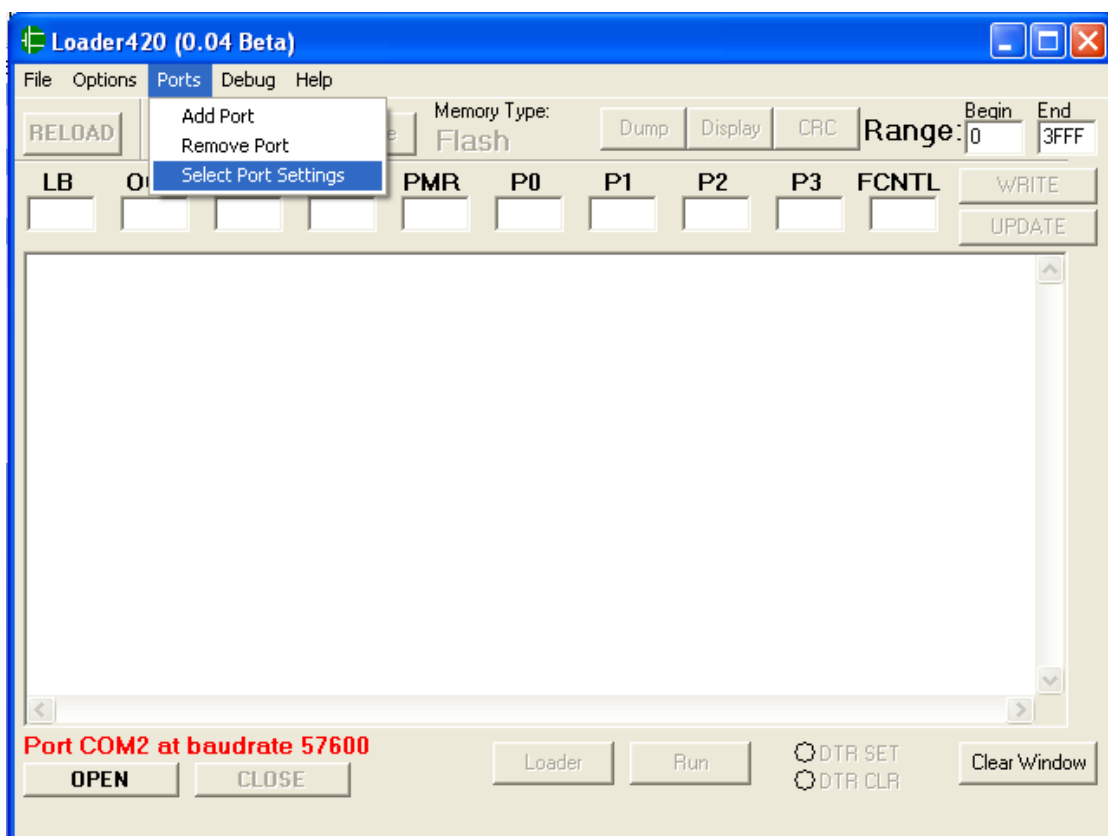 Loader420 (0.04 Beta)
File Options Ports Debug Help
Add Port
Remove Port
Select Port Settings
RELOAD
Memory Type:
Flash
Dump Display CRC
Range:
Begin End
0 3FFF
LB PMR P0 P1 P2 P3 FCNTL
WRITE
UPDATE
Port COM2 at baudrate 57600
OPEN CLOSE Loader Run
DTR SET
DTR CLR
Clear Window